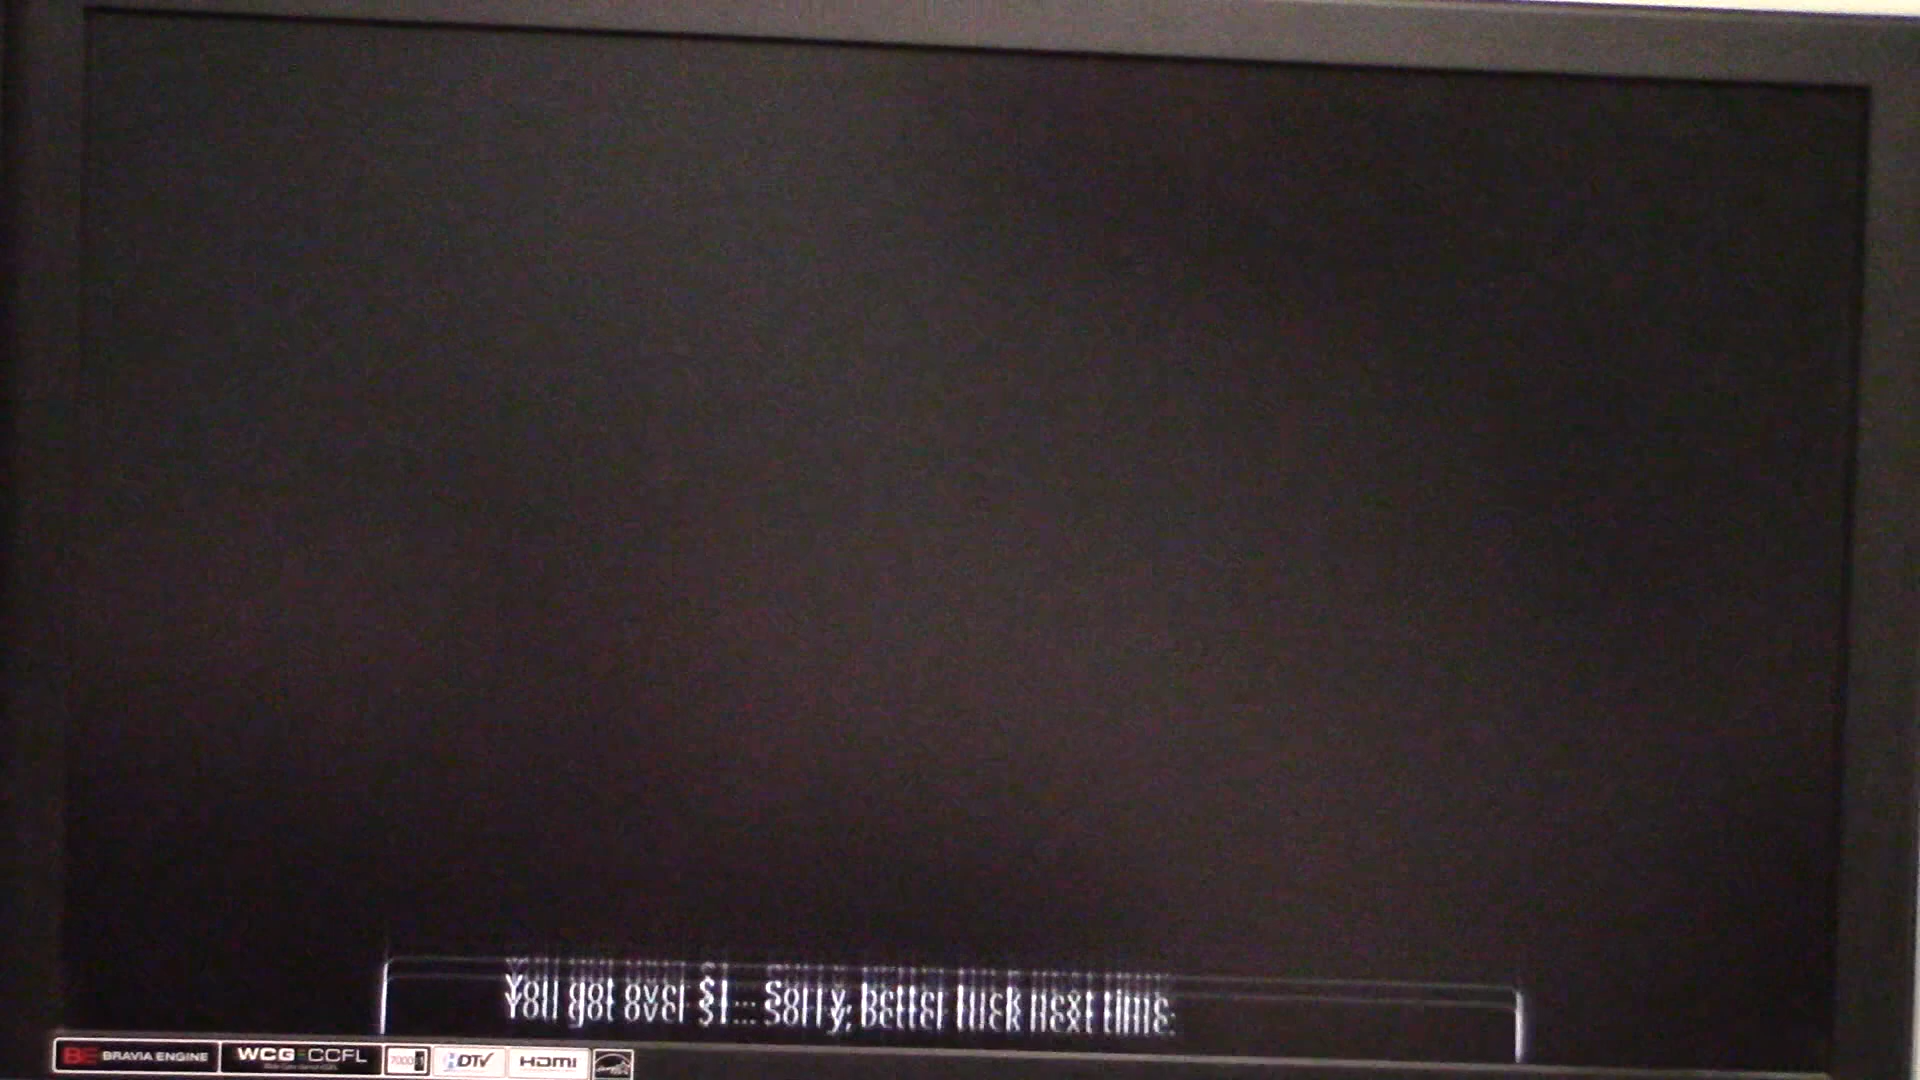 You got over $1... Sorry, better luck next time.
BRAVIA ENGINE WCG-CCFL DTV HDMI